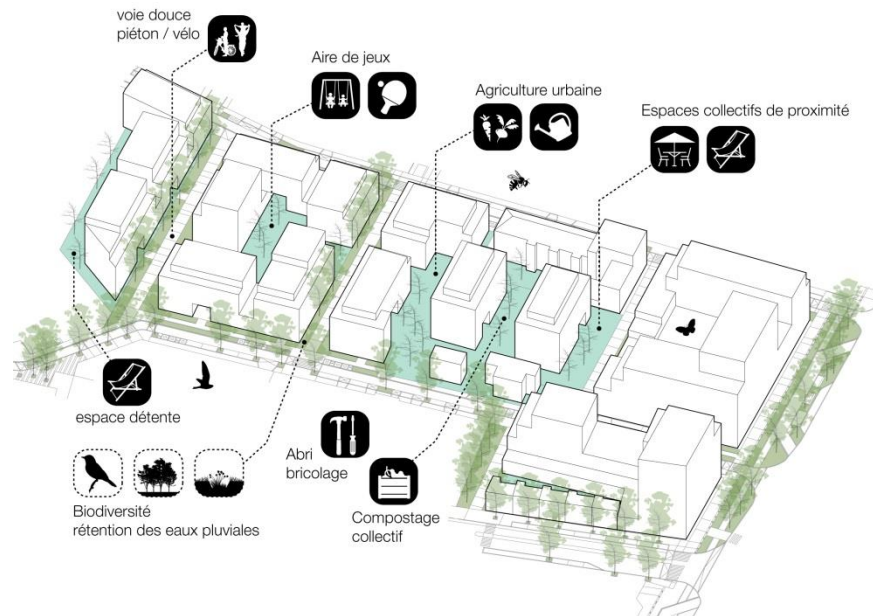 voie douce
piéton / vélo
Aire de jeux
Agriculture urbaine
Espaces collectifs de proximité
espace détente
Biodiversité
rétention des eaux pluviales
Abri
bricolage
Compostage
collectif